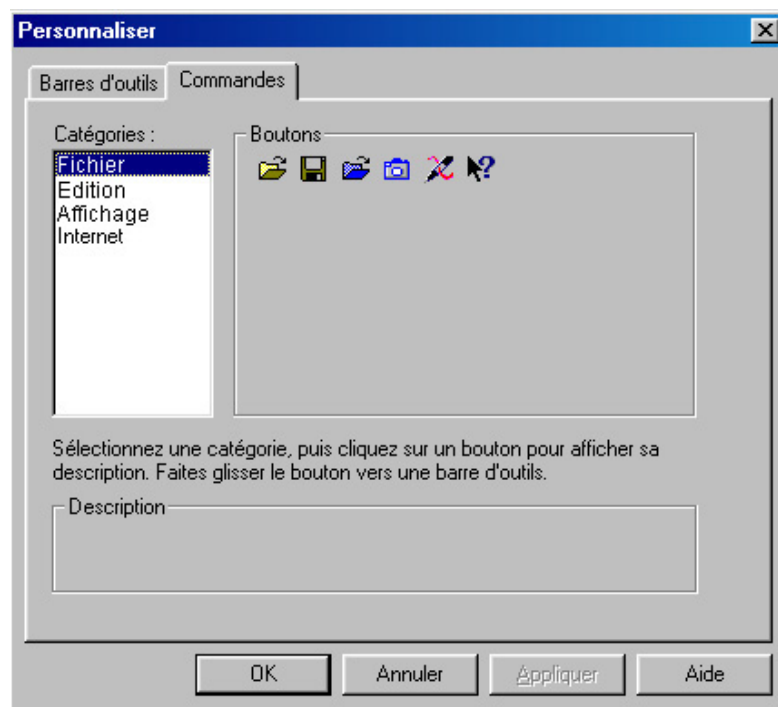 Personnaliser
Barres d'outils
Commandes
Catégories :
Boutons
Fichier
Edition
Affichage
Internet
Sélectionnez une catégorie, puis cliquez sur un bouton pour afficher sa
description. Faites glisser le bouton vers une barre d'outils.
Description
OK
Annuler
Appliquer
Aide